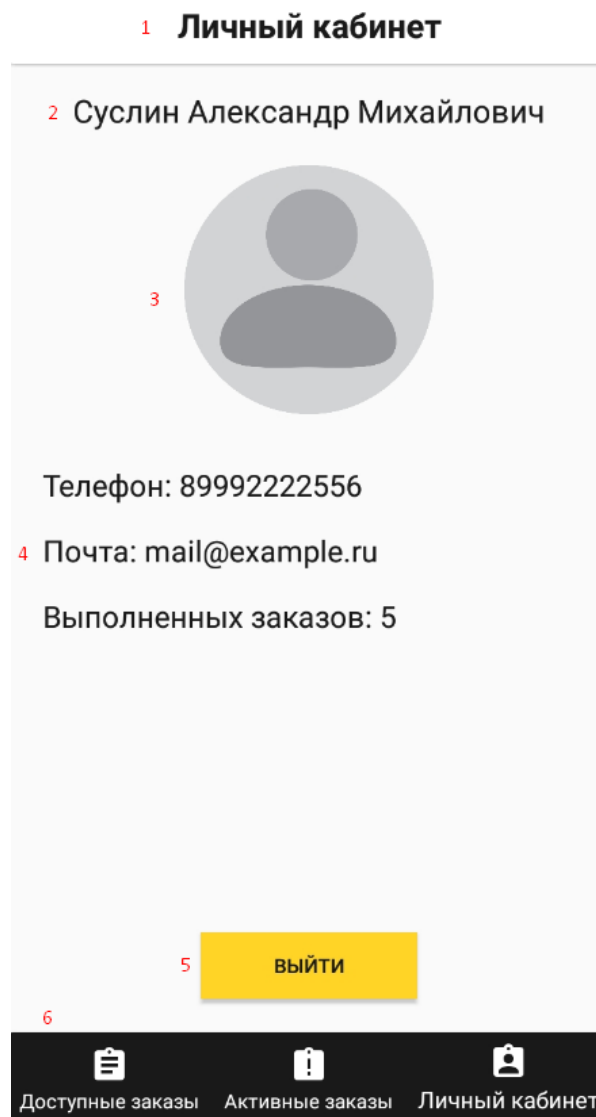 1 Личный кабинет
2 Суслин Александр Михайлович
3
Телефон: 89992222556
4 Почта: mail@example.ru
Выполненных заказов: 5
5 ВЫЙТИ
6
Доступные заказы Активные заказы Личный кабинет